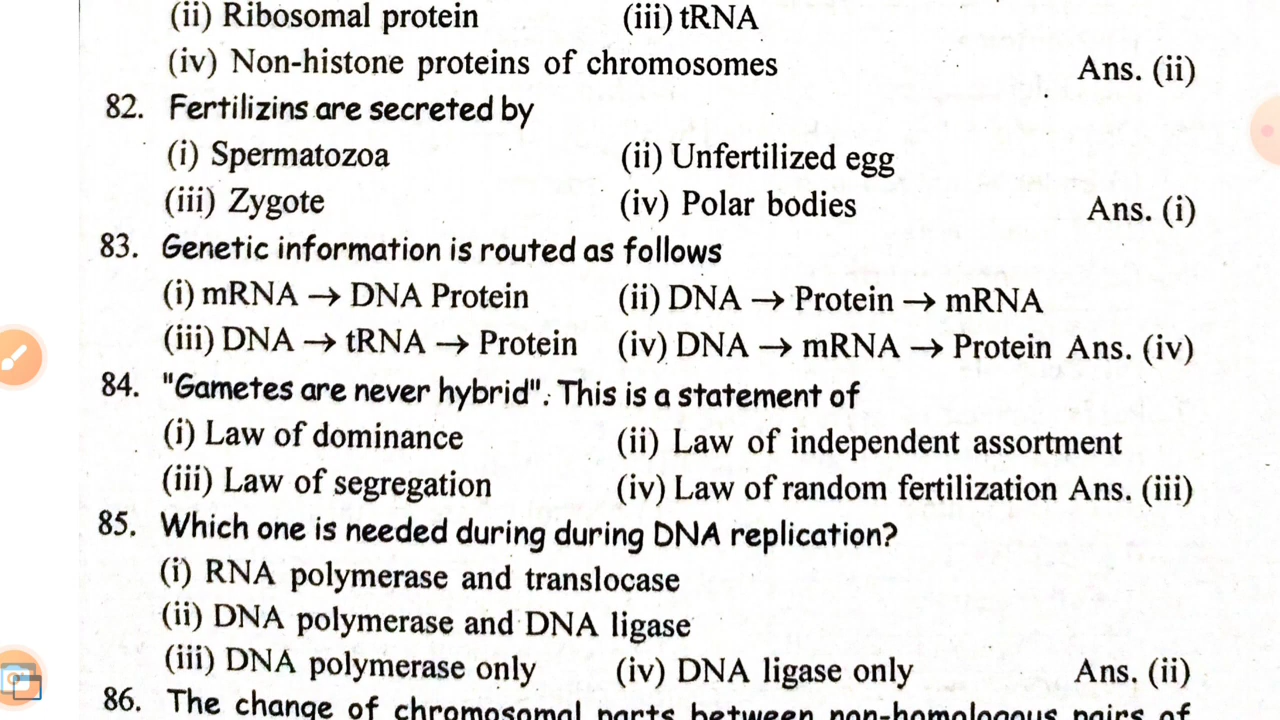 (ii) Ribosomal protein (iii) tRNA
(iv) Non-histone proteins of chromosomes Ans. (ii)
82. Fertilizins are secreted by
(i) Spermatozoa (ii) Unfertilized egg
(iii) Zygote (iv) Polar bodies Ans. (i)
83. Genetic information is routed as follows
(i) mRNA → DNA Protein (ii) DNA → Protein → mRNA
(iii) DNA → tRNA → Protein (iv) DNA → mRNA → Protein Ans. (iv)
84. "Gametes are never hybrid". This is a statement of
(i) Law of dominance (ii) Law of independent assortment
(iii) Law of segregation (iv) Law of random fertilization Ans. (iii)
85. Which one is needed during during DNA replication?
(i) RNA polymerase and translocase
(ii) DNA polymerase and DNA ligase
(iii) DNA polymerase only (iv) DNA ligase only Ans. (ii)
86. The change of chromosomal parts between non-homologous pairs of